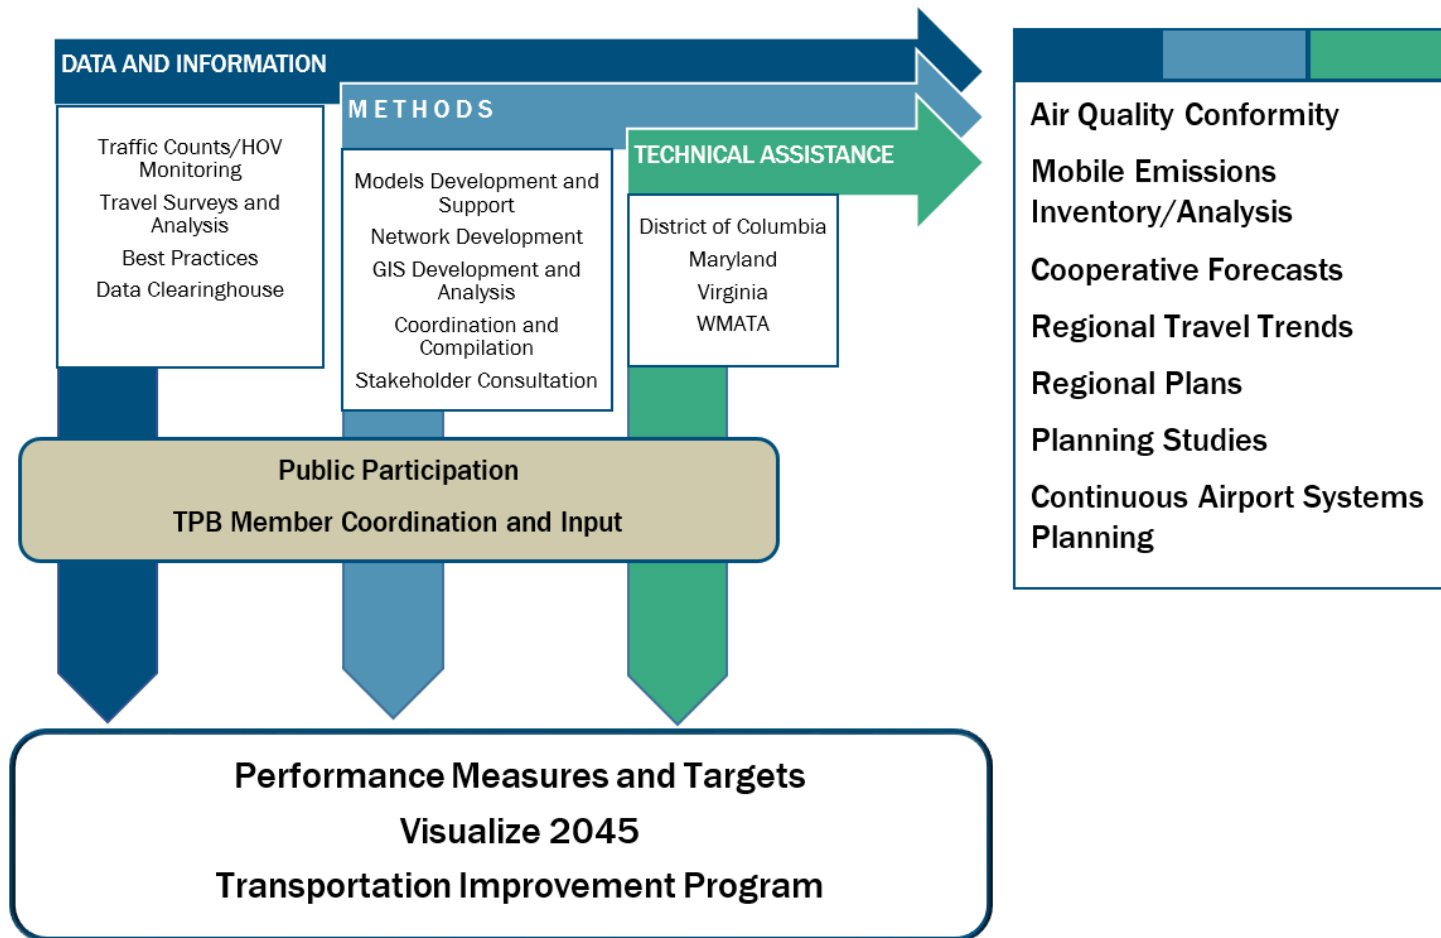 DATA AND INFORMATION
Traffic Counts/HOV
Monitoring
Travel Surveys and
Analysis
Best Practices
Data Clearinghouse
METHODS
Models Development and
Support
Network Development
GIS Development and
Analysis
Coordination and
Compilation
Stakeholder Consultation
TECHNICAL ASSISTANCE
District of Columbia
Maryland
Virginia
WMATA
Air Quality Conformity
Mobile Emissions
Inventory/Analysis
Cooperative Forecasts
Regional Travel Trends
Regional Plans
Planning Studies
Continuous Airport Systems
Planning
Public Participation
TPB Member Coordination and Input
Performance Measures and Targets
Visualize 2045
Transportation Improvement Program